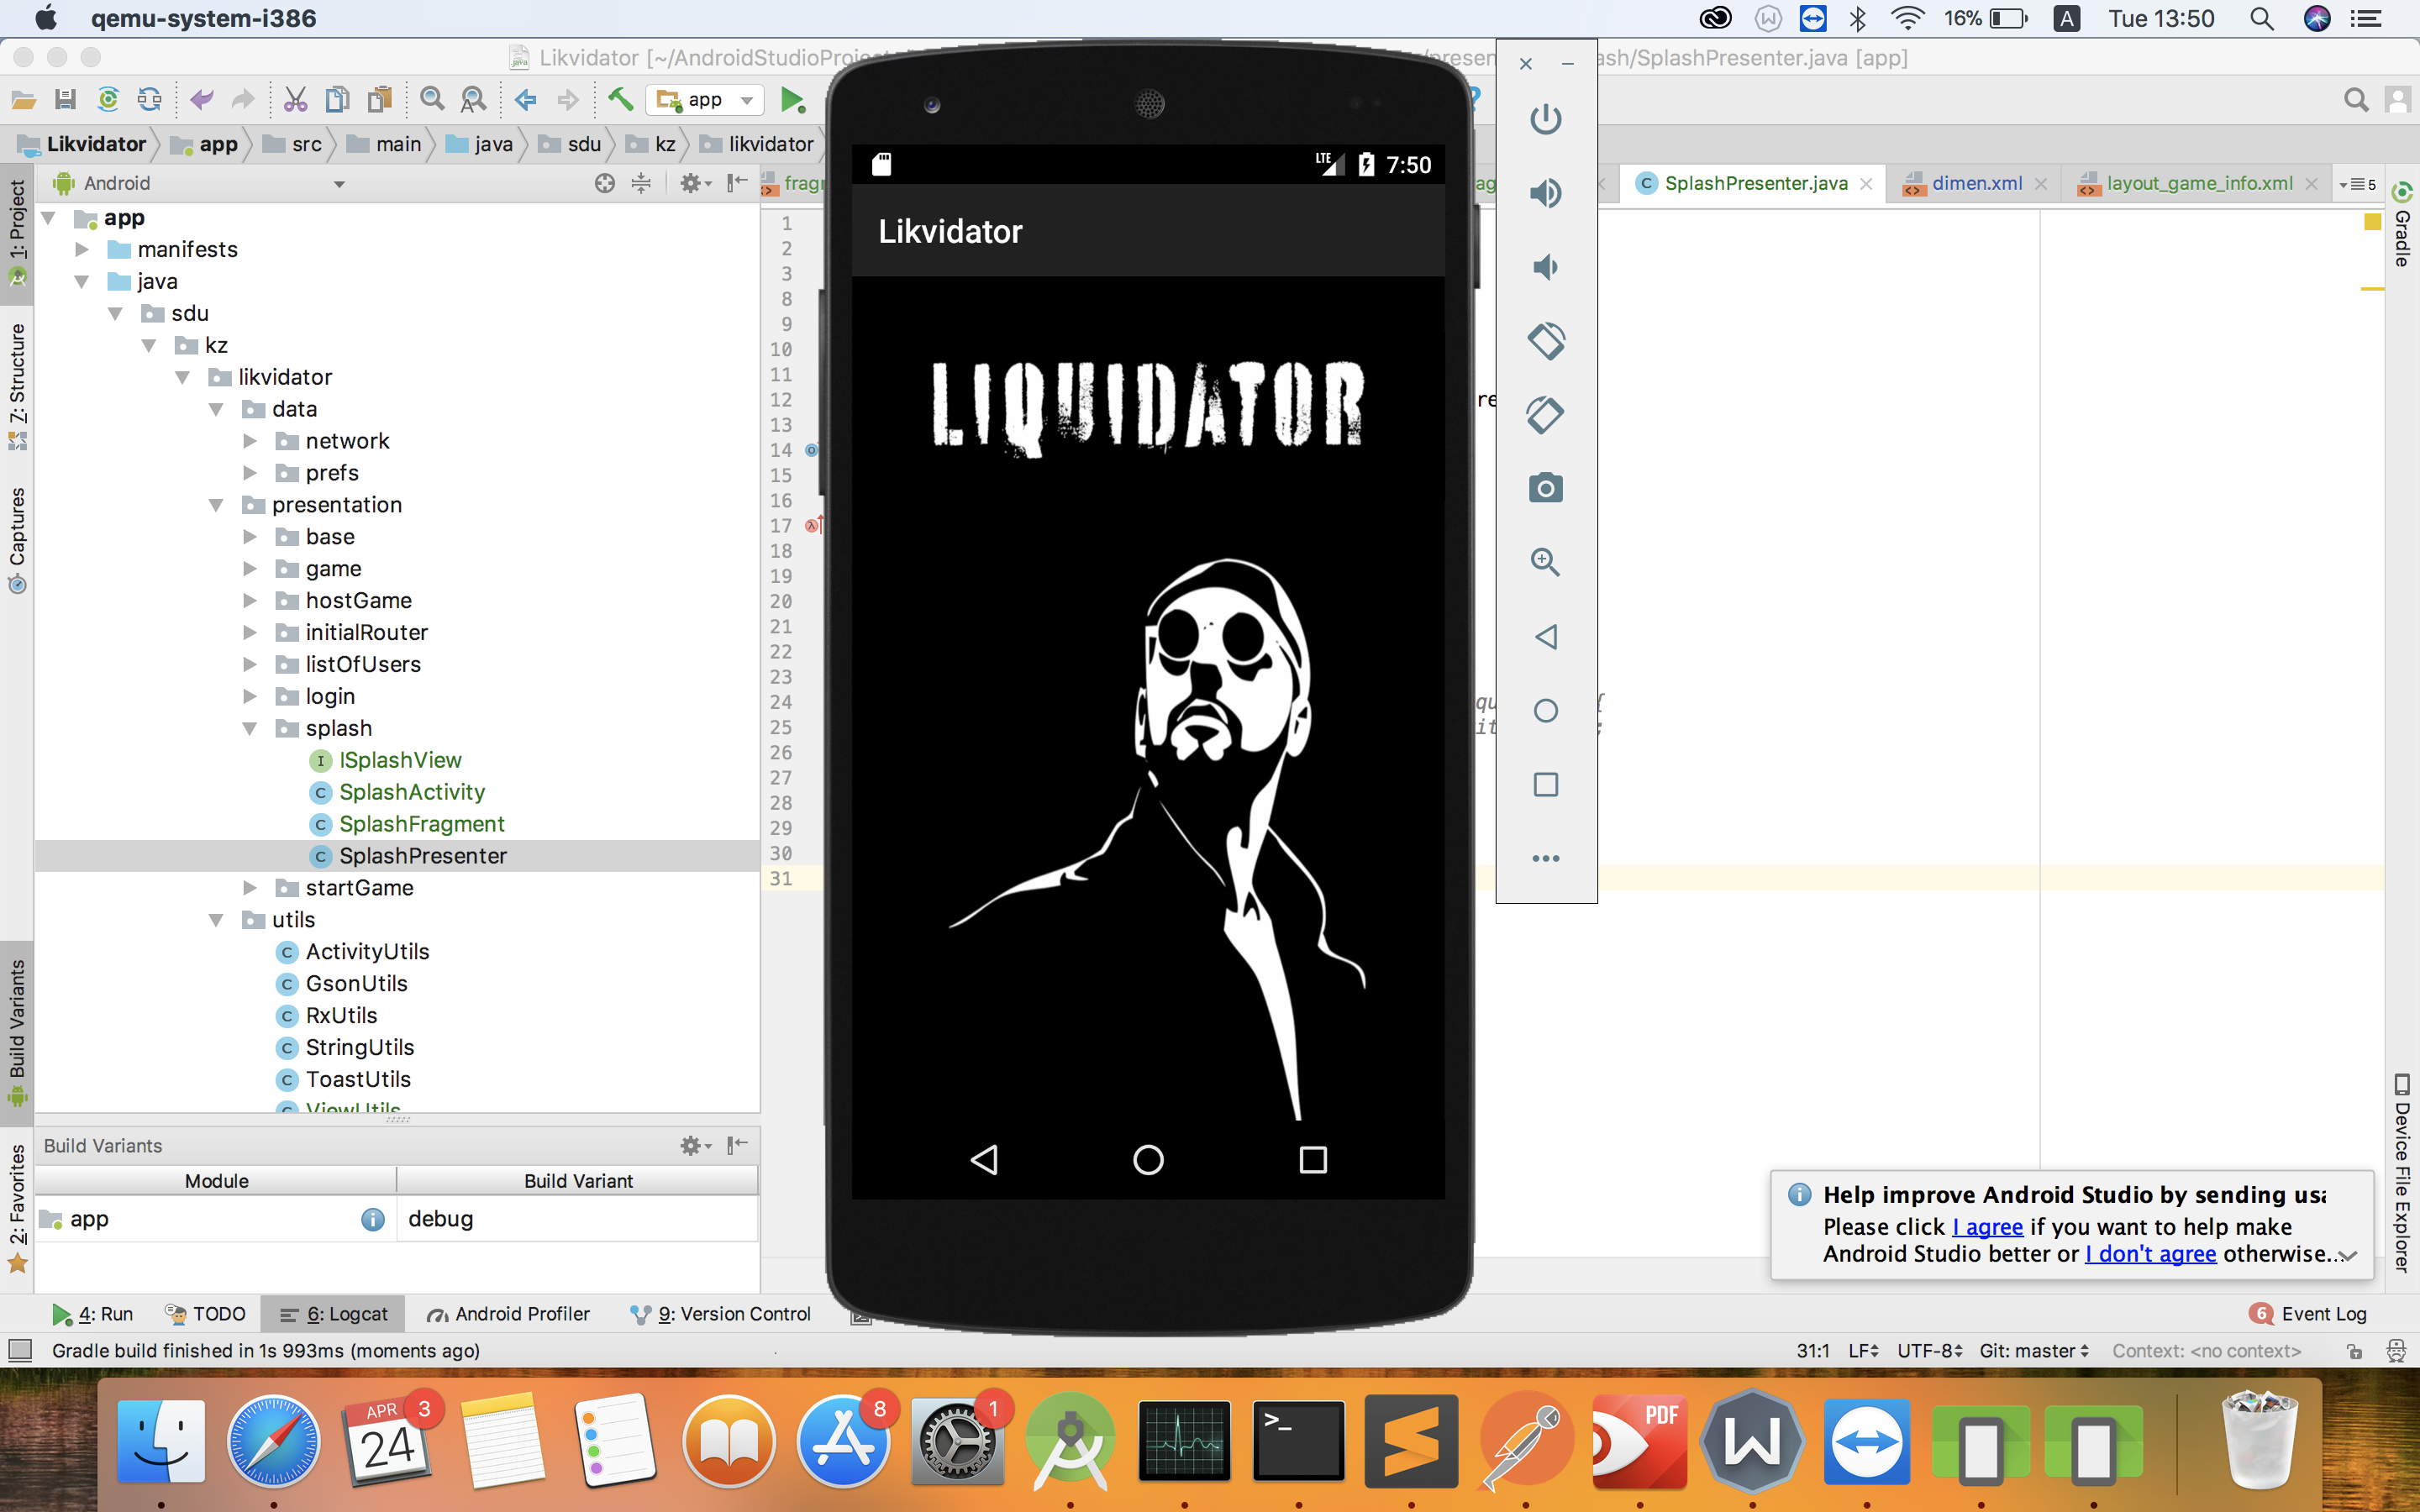 qemu-system-i386
16%
A
Tue 13:50
Likvidator [~/AndroidStudioProject
presen
ash/SplashPresenter.java [app]
app
Likvidator
app
src
main
java
sdu
kz
likvidator
Android
fragr
ag
SplashPresenter.java
dimen.xml
layout_game_info.xml
5
1: Project
7: Structure
Captures
Build Variants
2: Favorites
Gradle
Device File Explorer
app
manifests
java
sdu
kz
likvidator
data
network
prefs
presentation
base
game
hostGame
initialRouter
listOfUsers
login
splash
ISplashView
SplashActivity
SplashFragment
SplashPresenter
startGame
utils
ActivityUtils
GsonUtils
RxUtils
StringUtils
ToastUtils
ViewUtils
1
2
3
8
9
10
11
12
13
14
15
16
17
18
19
20
21
22
23
24
25
26
27
28
29
30
31
re
qu
{
it
;
LTE
7:50
Likvidator
LIQUIDATOR
Build Variants
Module
Build Variant
app
debug
Help improve Android Studio by sending usa
Please click I agree if you want to help make
Android Studio better or I don't agree otherwise...
4: Run
TODO
6: Logcat
Android Profiler
9: Version Control
6
Event Log
Gradle build finished in 1s 993ms (moments ago)
31:1
LF
UTF-8
Git: master
Context: <no context>
APR
24
3
8
1
>_
PDF
W